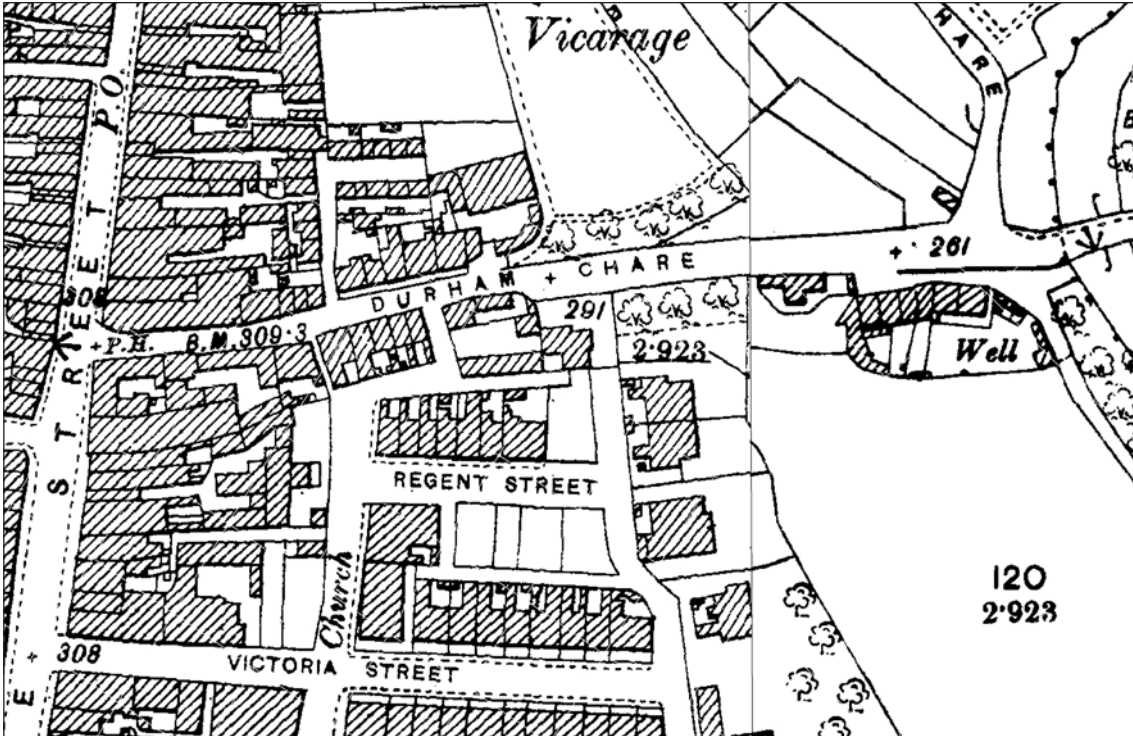 Vicarage
HARE
P.O.
STREET
308
P.H.
B.M. 309·3
DURHAM CHARE
261
291
2·923
Well
REGENT STREET
Church
120
2·923
308
VICTORIA STREET
E